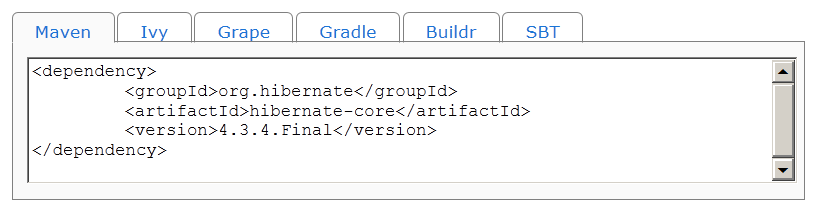 Maven Ivy Grape Gradle Buildr SBT
<dependency>
	<groupId>org.hibernate</groupId>
	<artifactId>hibernate-core</artifactId>
	<version>4.3.4.Final</version>
</dependency>